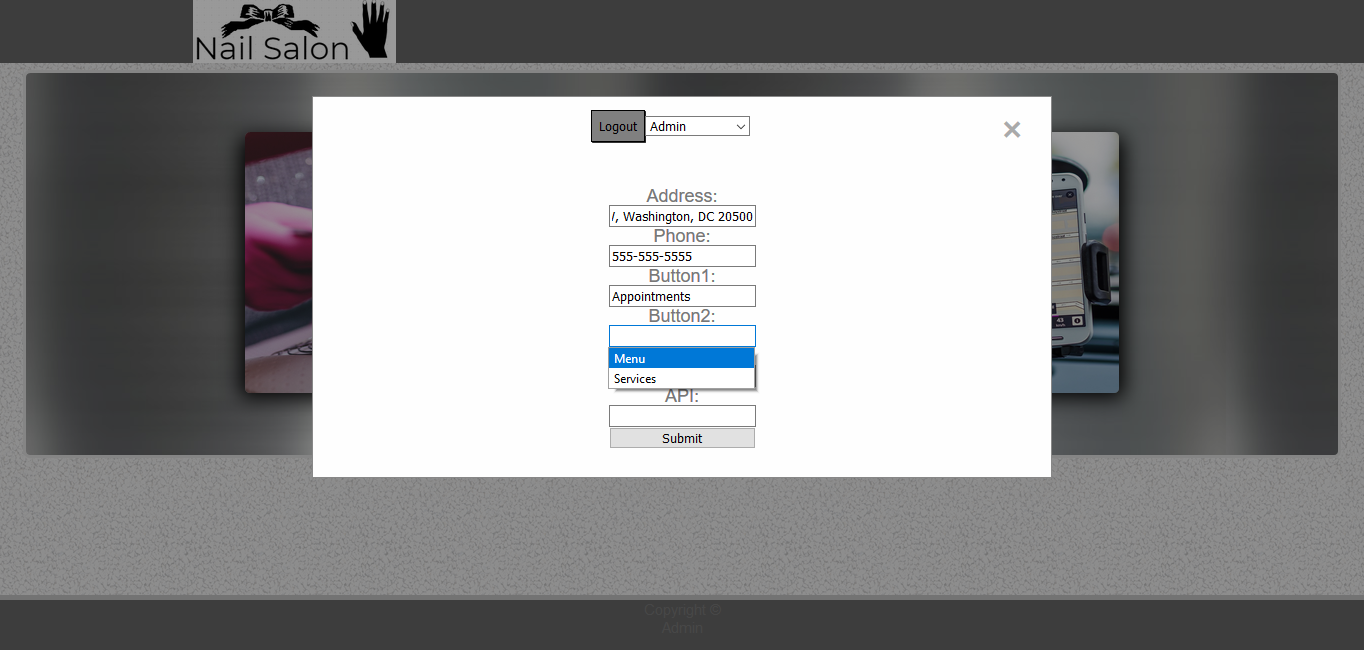 Nail Salon
Logout Admin
×
Address:
/, Washington, DC 20500
Phone:
555-555-5555
Button1:
Appointments
Button2:
Menu
Services
API:
Submit
Copyright ©
Admin